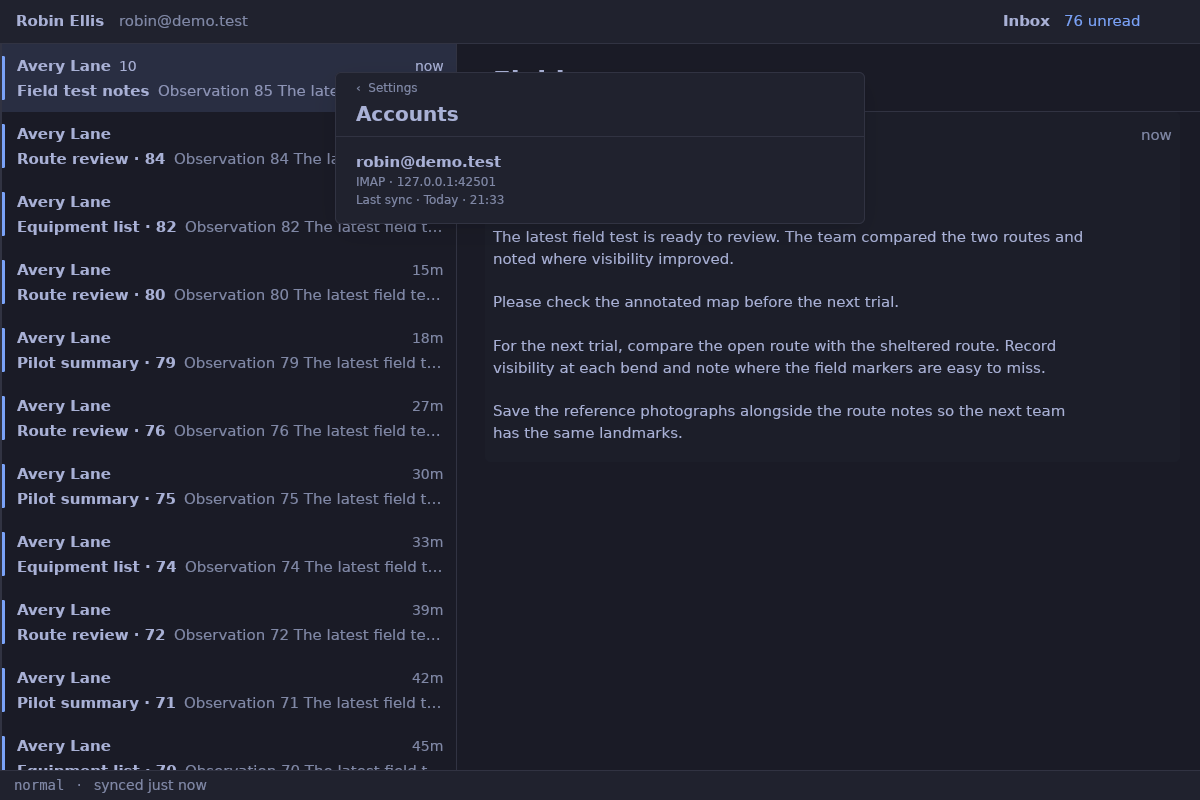 Robin Ellis robin@demo.test
Inbox 76 unread
Avery Lane 10 now
Field test notes Observation 85 The late
Avery Lane
Route review · 84 Observation 84 The la
Avery Lane
Equipment list · 82 Observation 82 The latest field t…
Avery Lane 15m
Route review · 80 Observation 80 The latest field te…
Avery Lane 18m
Pilot summary · 79 Observation 79 The latest field t…
Avery Lane 27m
Route review · 76 Observation 76 The latest field te…
Avery Lane 30m
Pilot summary · 75 Observation 75 The latest field t…
Avery Lane 33m
Equipment list · 74 Observation 74 The latest field t…
Avery Lane 39m
Route review · 72 Observation 72 The latest field te…
Avery Lane 42m
Pilot summary · 71 Observation 71 The latest field t…
Avery Lane 45m
Equipment list · 70 Observation 70 The latest field t…
‹ Settings
Accounts
robin@demo.test
IMAP · 127.0.0.1:42501
Last sync · Today · 21:33
now
The latest field test is ready to review. The team compared the two routes and
noted where visibility improved.
Please check the annotated map before the next trial.
For the next trial, compare the open route with the sheltered route. Record
visibility at each bend and note where the field markers are easy to miss.
Save the reference photographs alongside the route notes so the next team
has the same landmarks.
normal · synced just now